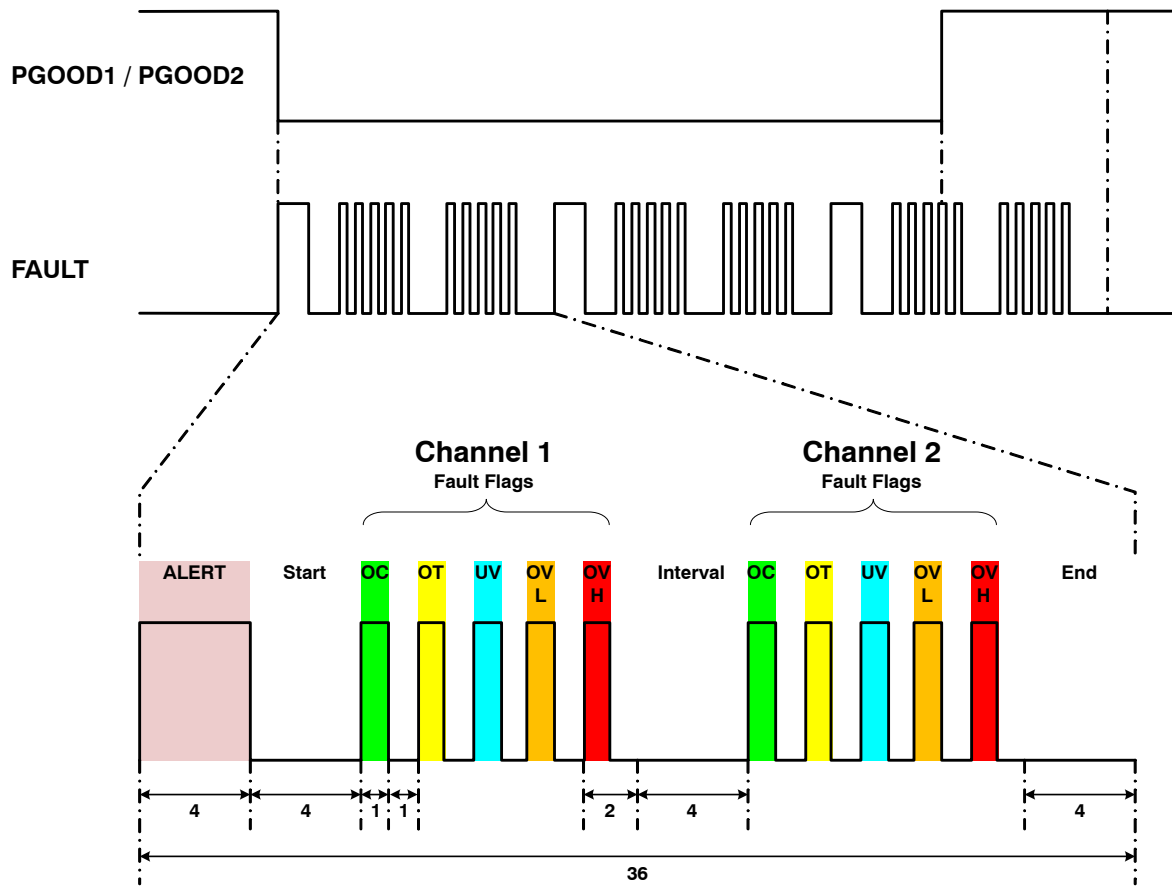 PGOOD1 / PGOOD2
FAULT
Channel 1
Fault Flags
Channel 2
Fault Flags
ALERT Start OC OT UV OV L OV H Interval OC OT UV OV L OV H End
4 4 1 1 2 4 4
36